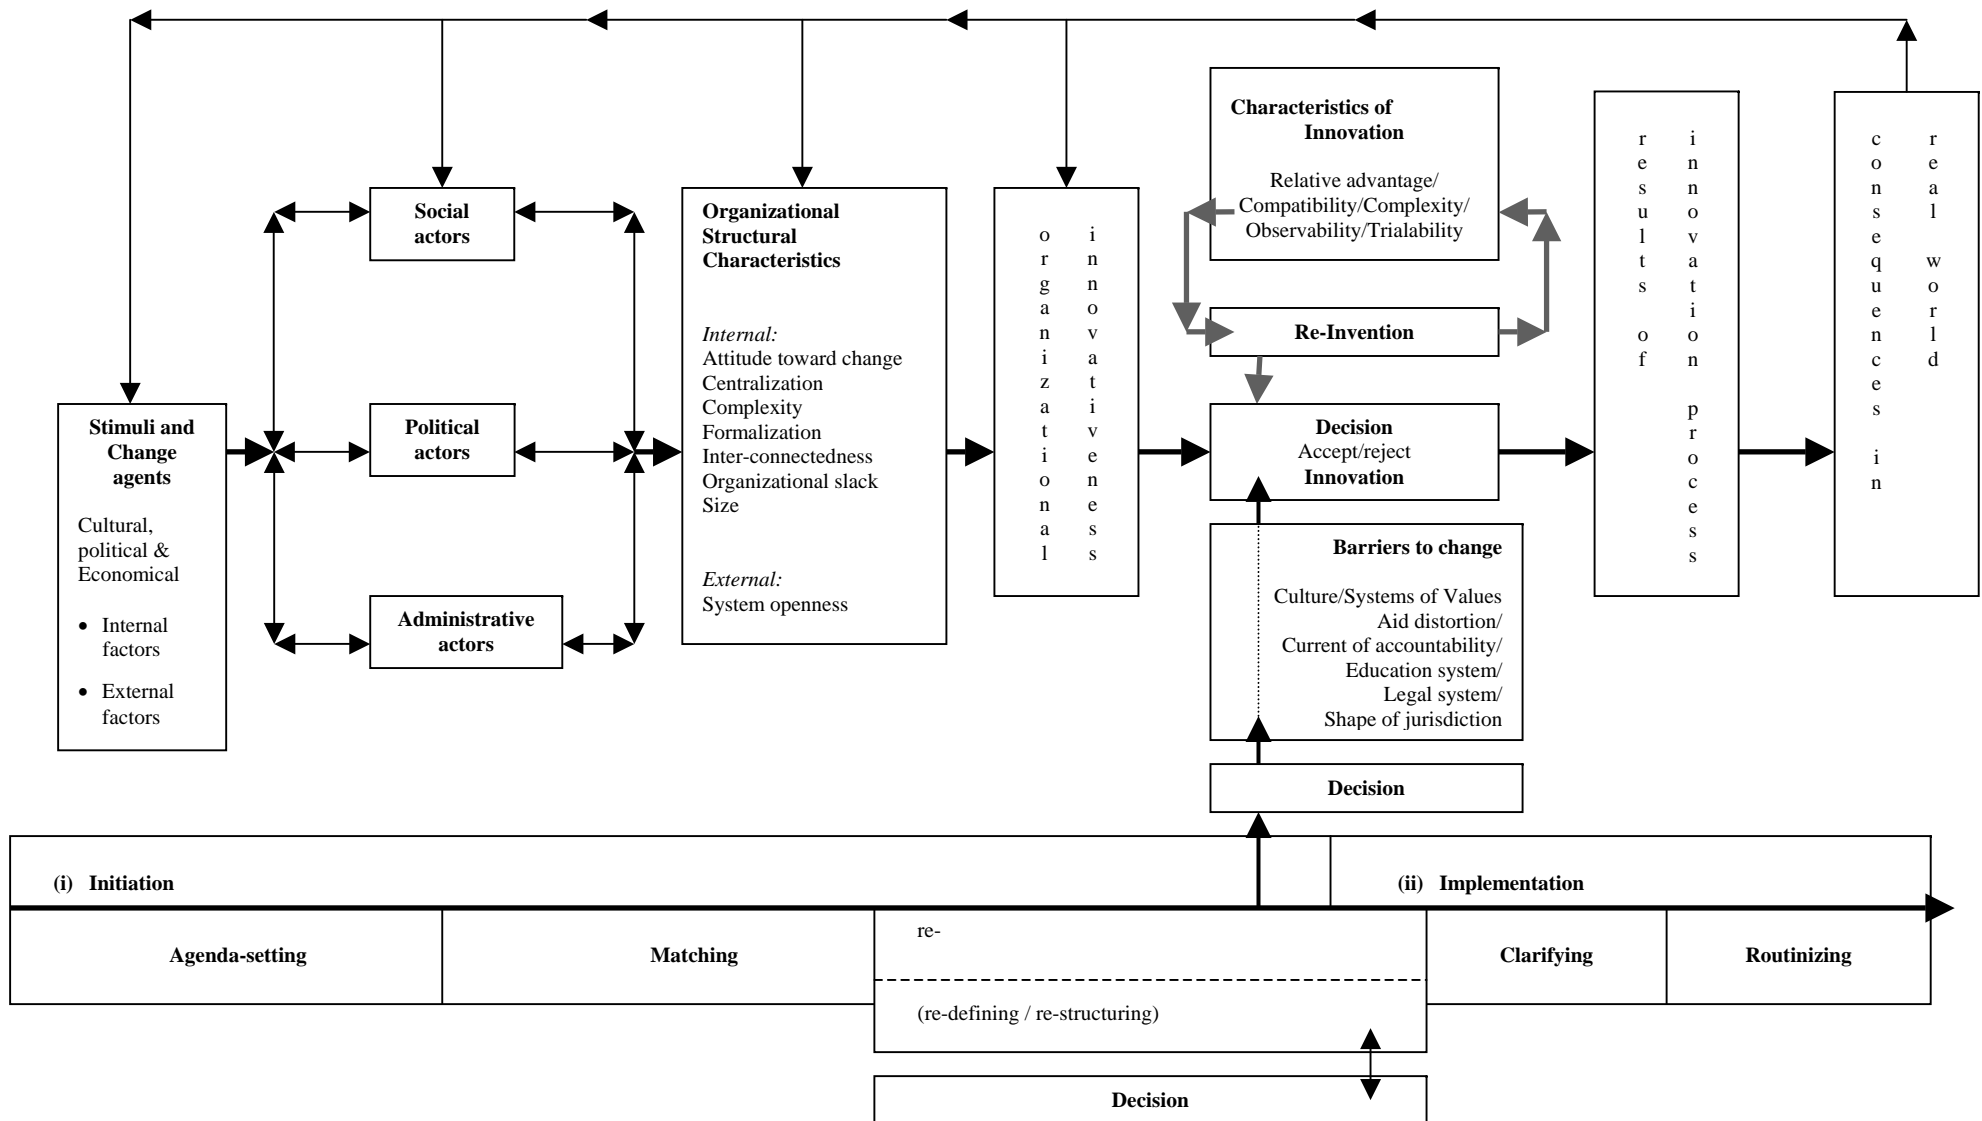 Stimuli and
Change
agents
Cultural,
political &
Economical
• Internal
factors
• External
factors
Social
actors
Political
actors
Administrative
actors
Organizational
Structural
Characteristics
Internal:
Attitude toward change
Centralization
Complexity
Formalization
Inter-connectedness
Organizational slack
Size
External:
System openness
organizational
innovativeness
Characteristics of
Innovation
Relative advantage/
Compatibility/Complexity/
Observability/Trialability
Re-Invention
Decision
Accept/reject
Innovation
Barriers to change
Culture/Systems of Values
Aid distortion/
Current of accountability/
Education system/
Legal system/
Shape of jurisdiction
Decision
results of
innovation process
consequences in
real world
(i) Initiation
(ii) Implementation
Agenda-setting
Matching
re-
(re-defining / re-structuring)
Clarifying
Routinizing
Decision